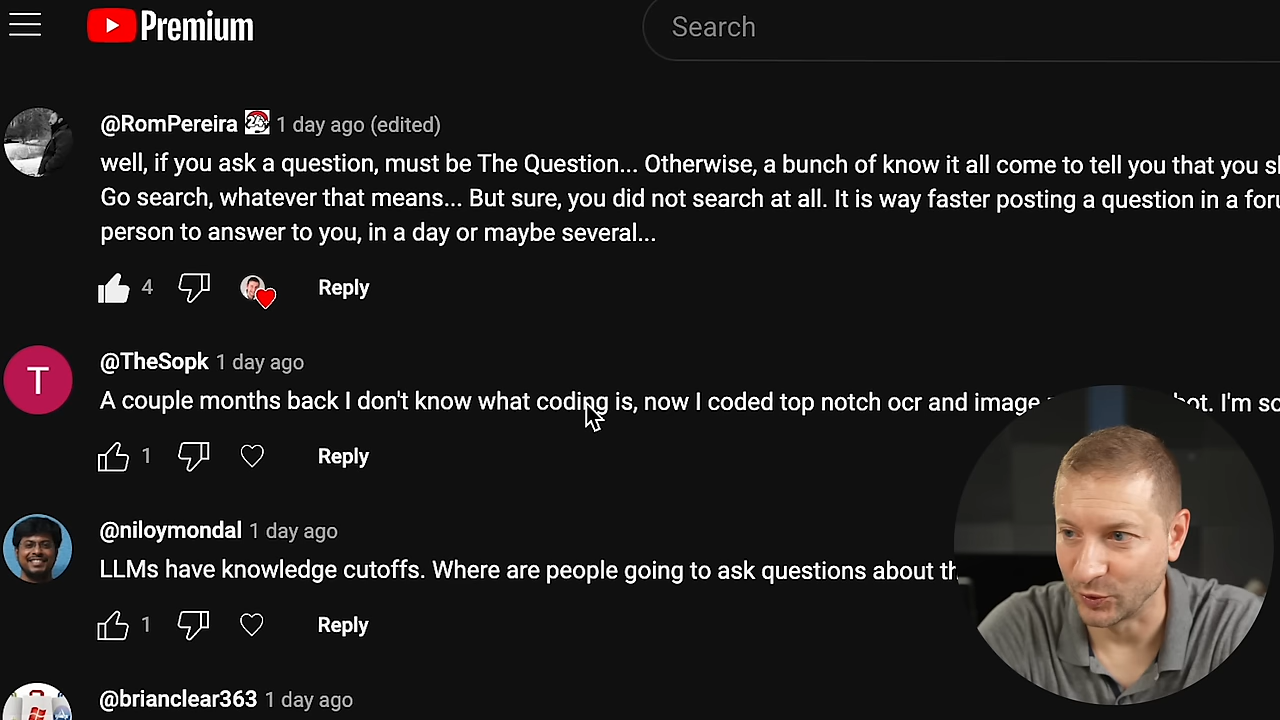 Premium
Search
@RomPereira 1 day ago (edited)
well, if you ask a question, must be The Question... Otherwise, a bunch of know it all come to tell you that you
Go search, whatever that means... But sure, you did not search at all. It is way faster posting a question in a
person to answer to you, in a day or maybe several...
4
Reply
T
@TheSopk 1 day ago
A couple months back I don't know what coding is, now I coded top notch ocr and image I'm
1
Reply
@niloymondal 1 day ago
LLMs have knowledge cutoffs. Where are people going to ask questions about
1
Reply
@brianclear363 1 day ago